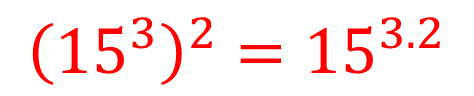 (15³)² = 15³·²